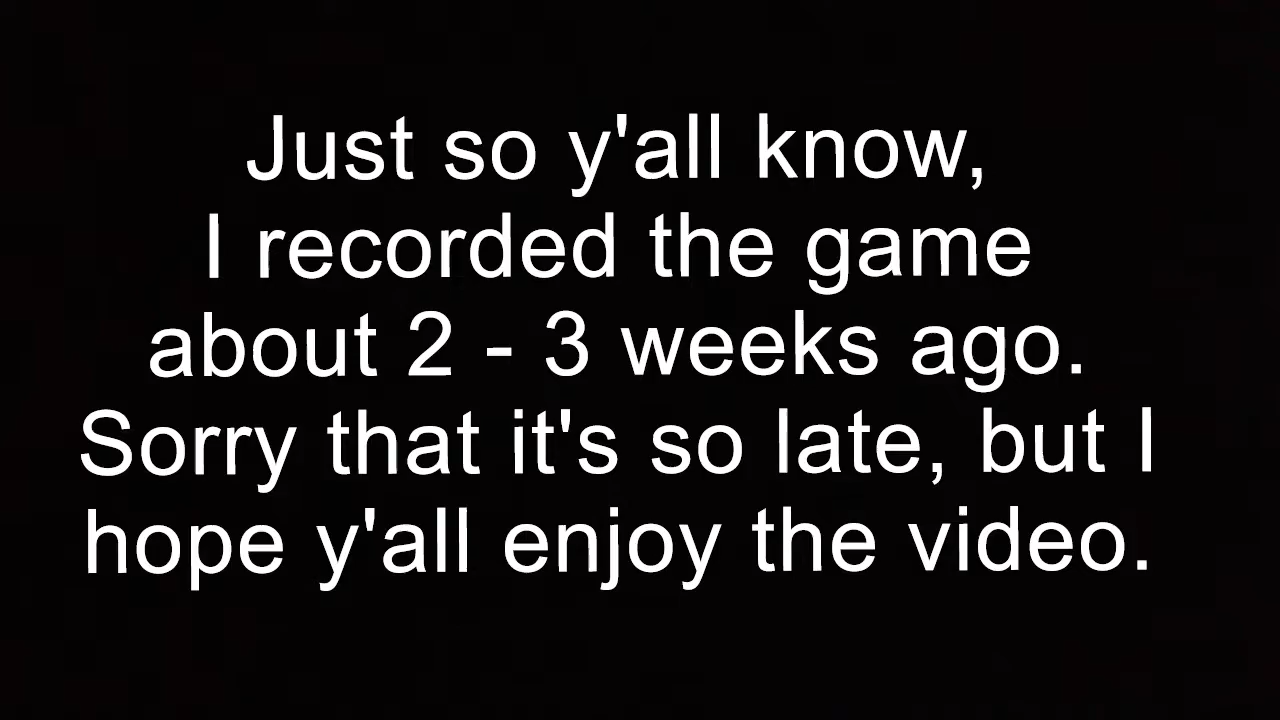 Just so y'all know,
I recorded the game
about 2 - 3 weeks ago.
Sorry that it's so late, but I
hope y'all enjoy the video.